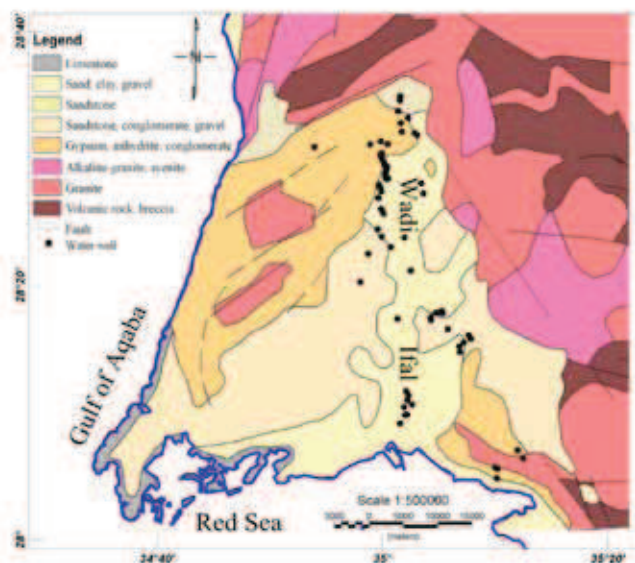 28°40'
Legend
Limestone
Sand, clay, gravel
Sandstone
Sandstone, conglomerate, gravel
Gypsum, anhydrite, conglomerate
Alkaline granite, syenite
Granite
Volcanic rock, breccia
Fault
Water well
N
Wadi
Ifal
28°20'
Gulf of Aqaba
Red Sea
Scale 1:500000
(meters)
28°
34°40
35°
35°20